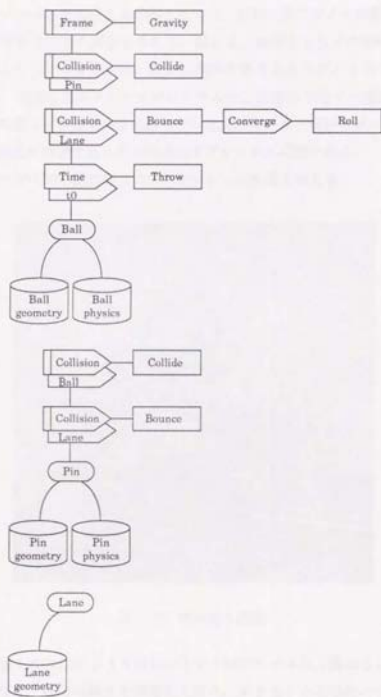 Frame Gravity
Collision Collide
Pin
Collision Bounce Converge Roll
Lane
Time Throw
t0
Ball
Ball Ball
geometry physics
Collision Collide
Ball
Collision Bounce
Lane
Pin
Pin Pin
geometry physics
Lane
Lane
geometry